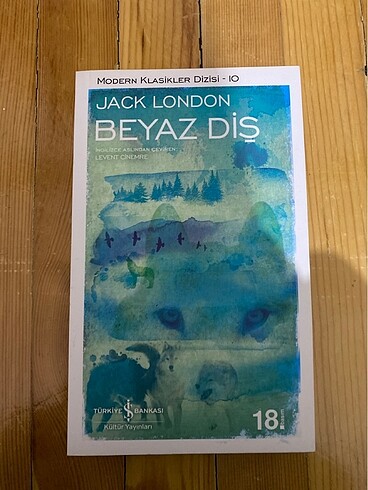 MODERN KLASİKLER DİZİSİ - 10
JACK LONDON
BEYAZ DİŞ
İNGİLİZCE ASLINDAN ÇEVİREN:
LEVENT CİNEMRE
TÜRKİYE İŞ BANKASI
Kültür Yayınları
18. basım